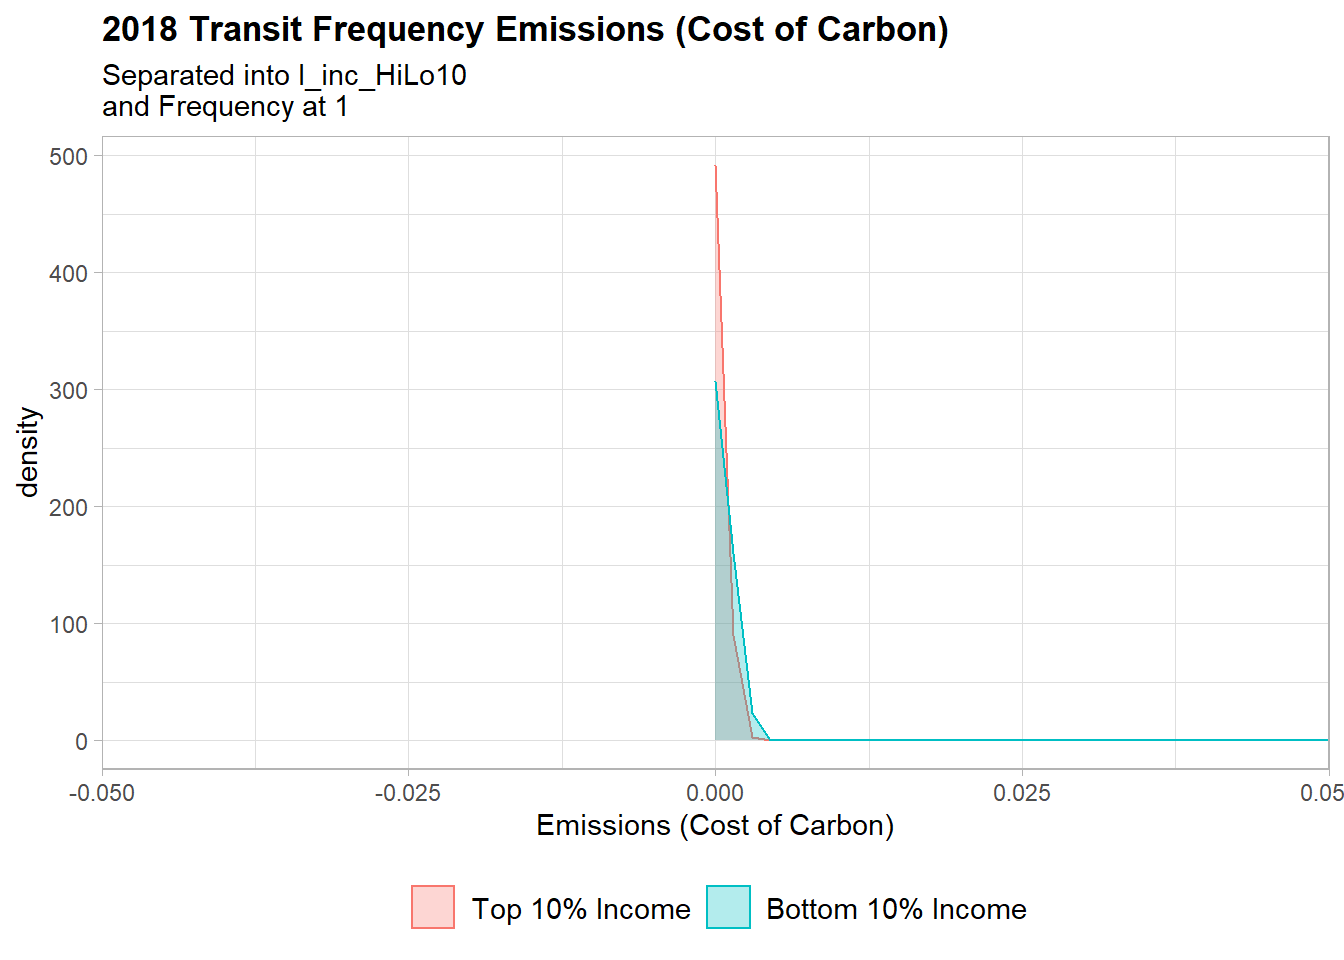 2018 Transit Frequency Emissions (Cost of Carbon)
Separated into I_inc_HiLo10
and Frequency at 1
500
400
300
200
100
0
density
-0.050
-0.025
0.000
0.025
0.05
Emissions (Cost of Carbon)
Top 10% Income
Bottom 10% Income